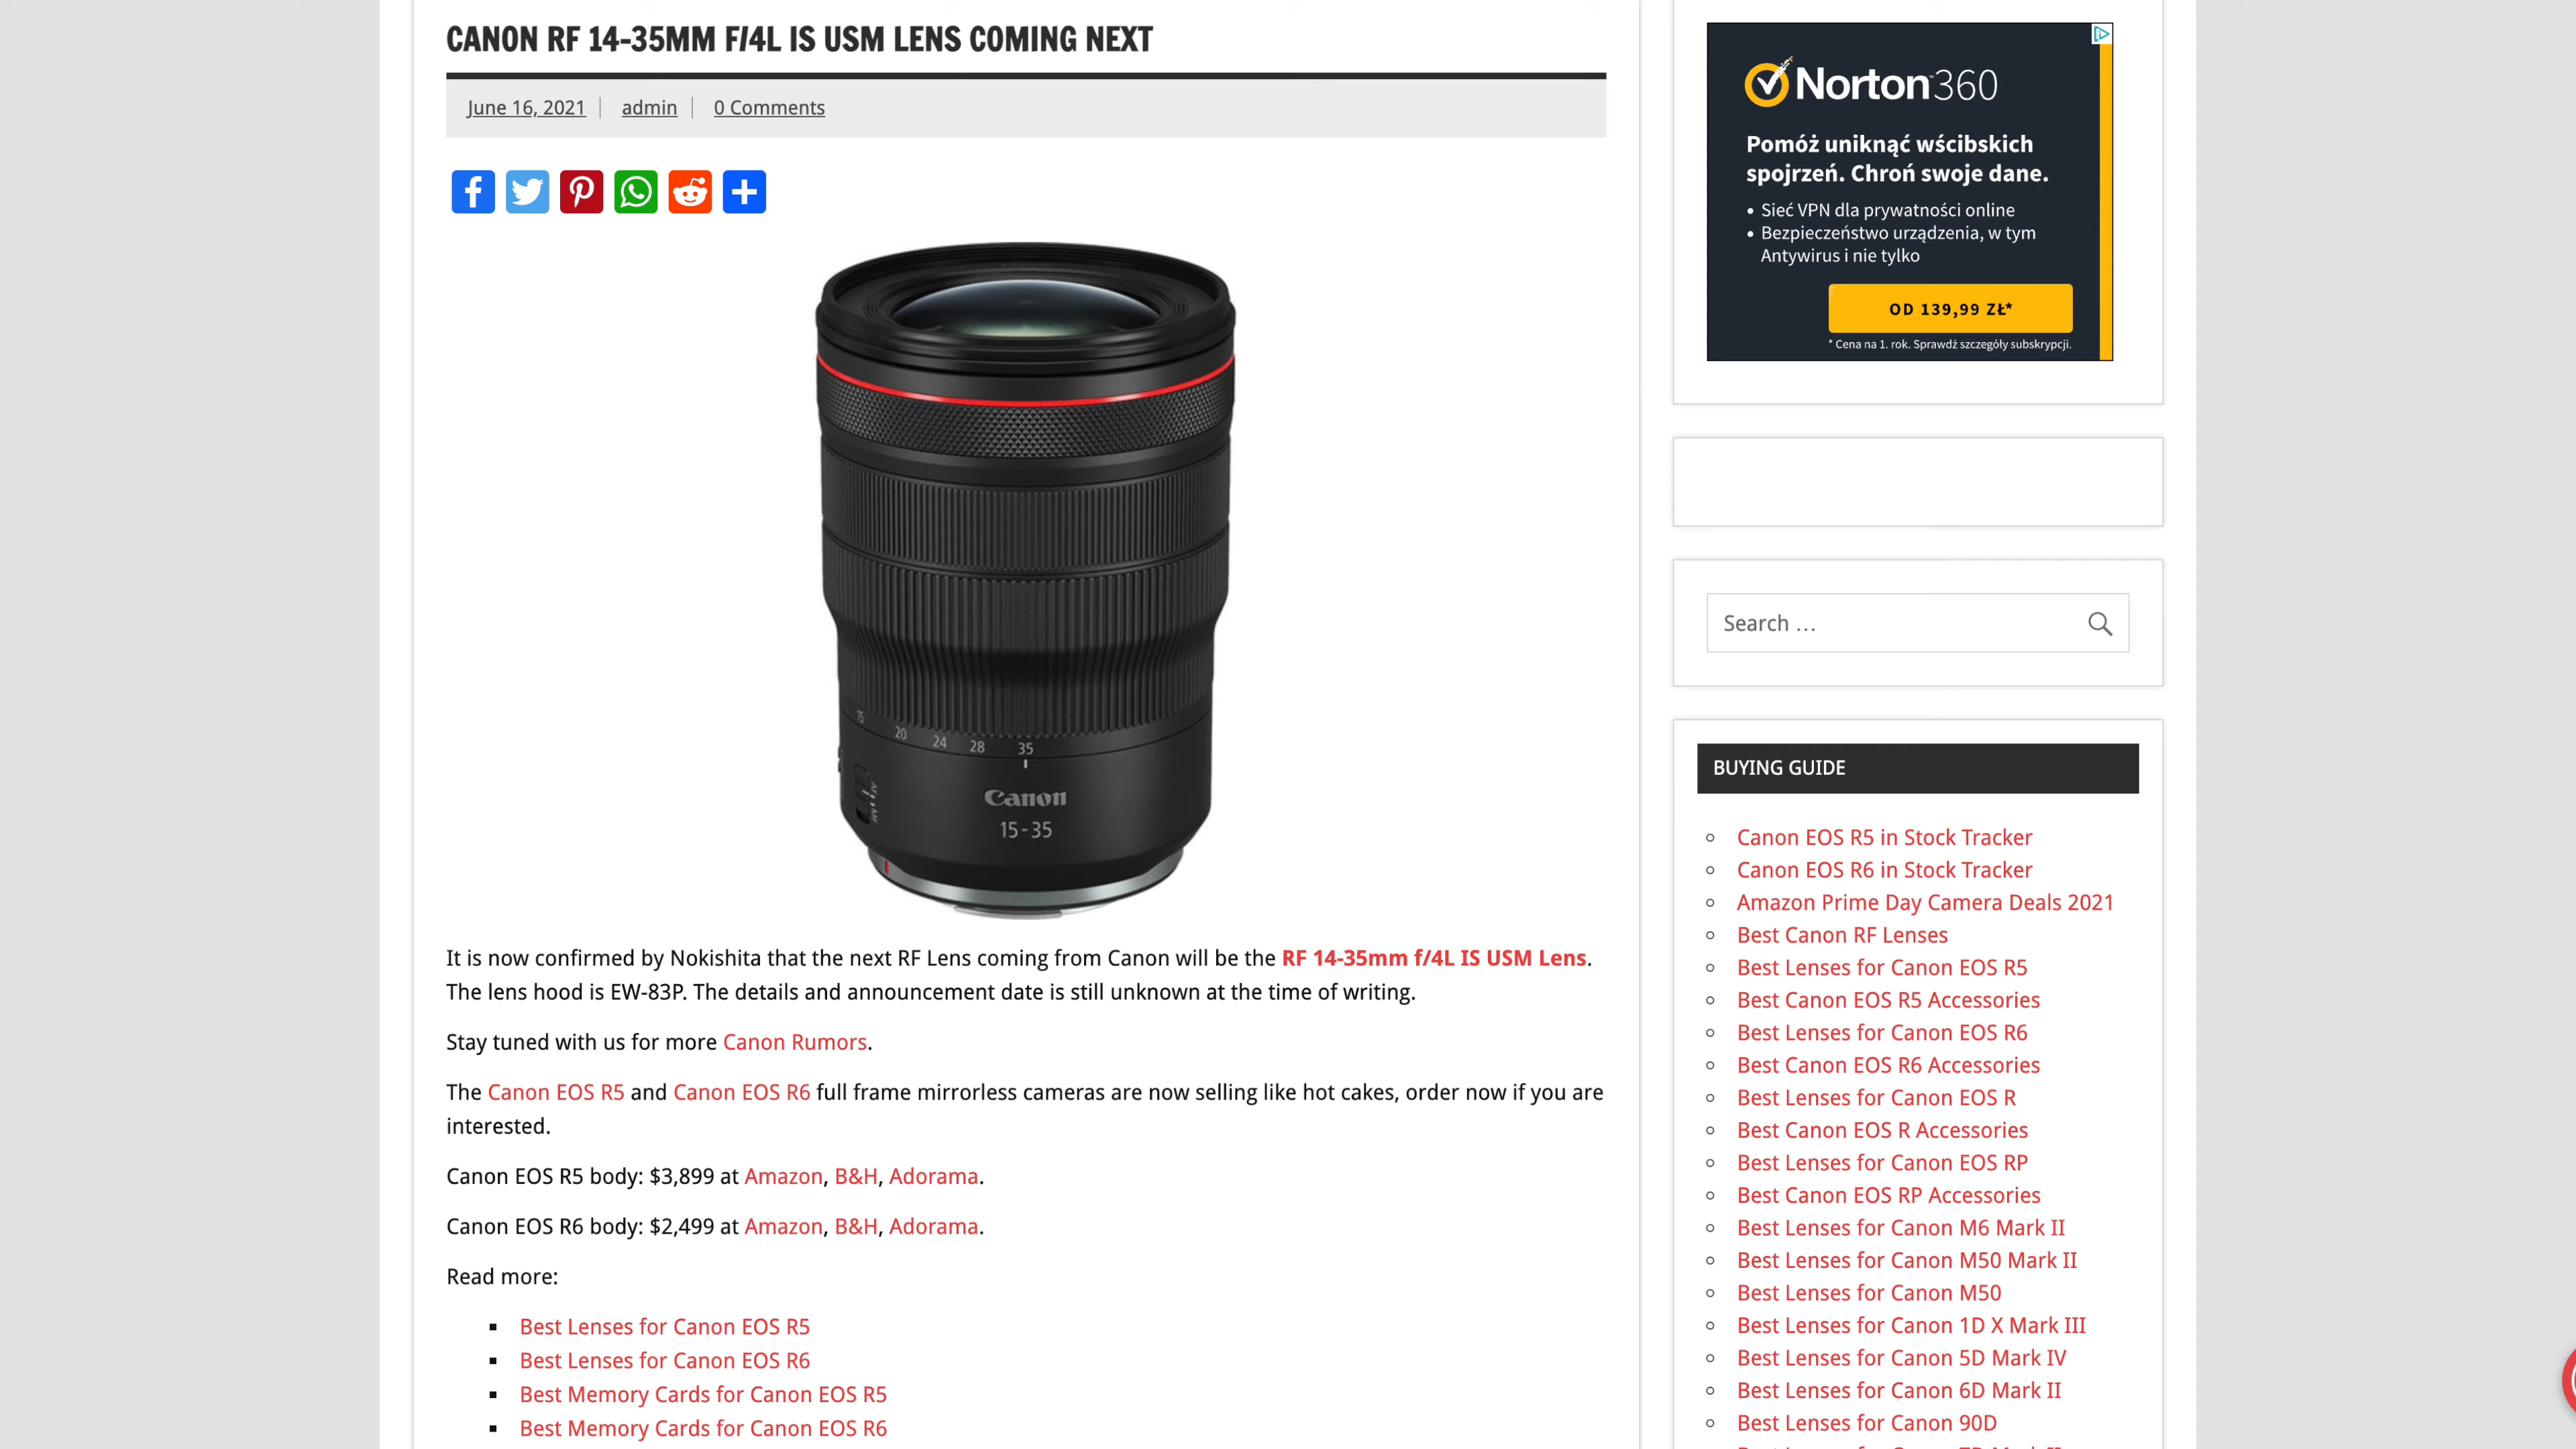 CANON RF 14-35MM F/4L IS USM LENS COMING NEXT
June 16, 2021 | admin | 0 Comments
It is now confirmed by Nokishita that the next RF Lens coming from Canon will be the RF 14-35mm f/4L IS USM Lens.
The lens hood is EW-83P. The details and announcement date is still unknown at the time of writing.
Stay tuned with us for more Canon Rumors.
The Canon EOS R5 and Canon EOS R6 full frame mirrorless cameras are now selling like hot cakes, order now if you are
interested.
Canon EOS R5 body: $3,899 at Amazon, B&H, Adorama.
Canon EOS R6 body: $2,499 at Amazon, B&H, Adorama.
Read more:
Best Lenses for Canon EOS R5
Best Lenses for Canon EOS R6
Best Memory Cards for Canon EOS R5
Best Memory Cards for Canon EOS R6
20 24 28 35
Canon
15-35
Norton 360
Pomóż uniknąć wścibskich
spojrzeń. Chroń swoje dane.
• Sieć VPN dla prywatności online
• Bezpieczeństwo urządzenia, w tym
Antywirus i nie tylko
OD 139,99 ZŁ*
* Cena na 1. rok. Sprawdź szczegóły subskrypcji.
Search …
BUYING GUIDE
Canon EOS R5 in Stock Tracker
Canon EOS R6 in Stock Tracker
Amazon Prime Day Camera Deals 2021
Best Canon RF Lenses
Best Lenses for Canon EOS R5
Best Canon EOS R5 Accessories
Best Lenses for Canon EOS R6
Best Canon EOS R6 Accessories
Best Lenses for Canon EOS R
Best Canon EOS R Accessories
Best Lenses for Canon EOS RP
Best Canon EOS RP Accessories
Best Lenses for Canon M6 Mark II
Best Lenses for Canon M50 Mark II
Best Lenses for Canon M50
Best Lenses for Canon 1D X Mark III
Best Lenses for Canon 5D Mark IV
Best Lenses for Canon 6D Mark II
Best Lenses for Canon 90D